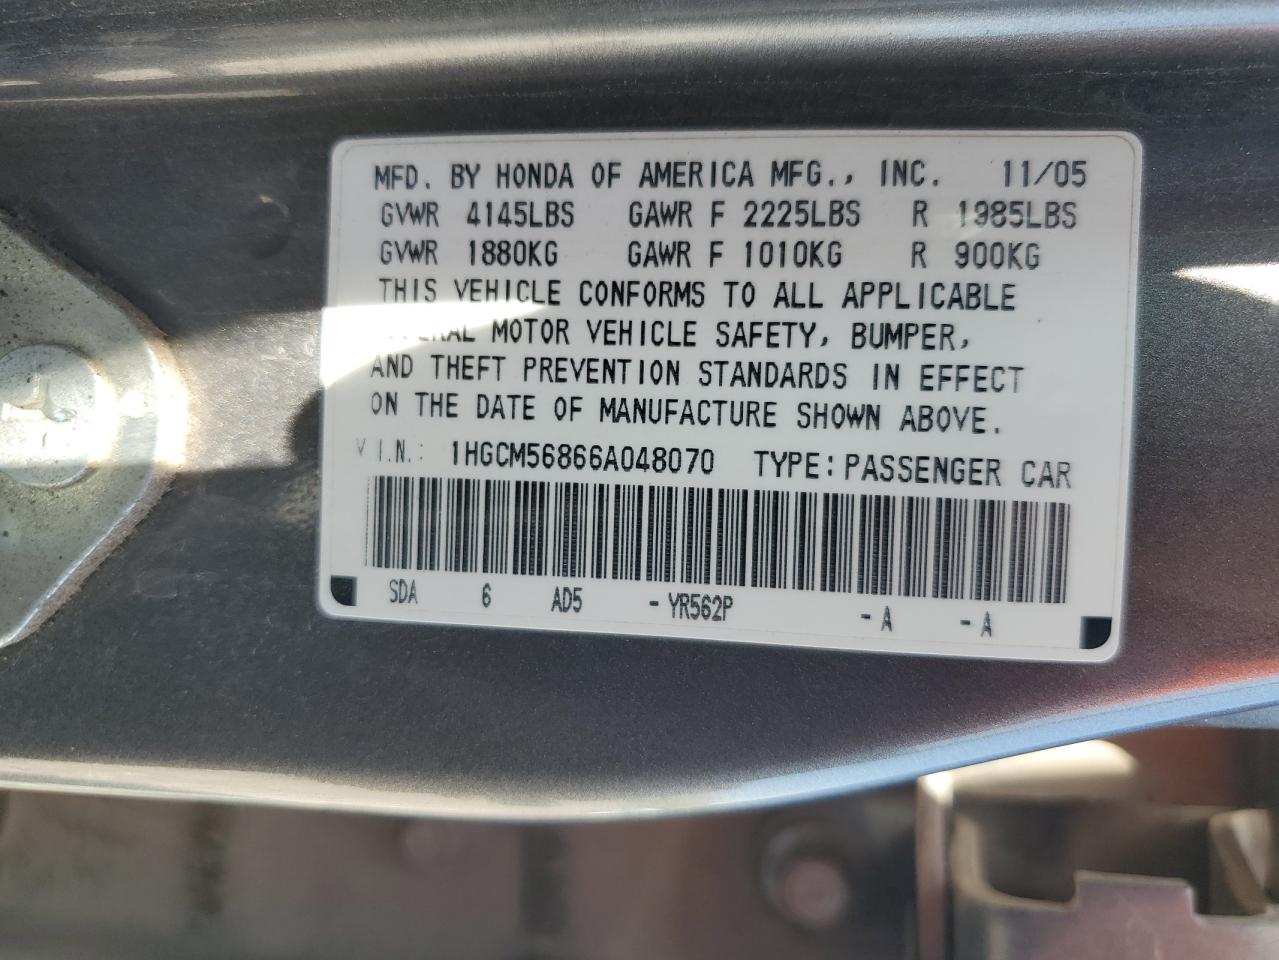 MFD. BY HONDA OF AMERICA MFG., INC. 11/05
GVWR 4145LBS GAWR F 2225LBS R 1985LBS
GVWR 1880KG GAWR F 1010KG R 900KG
THIS VEHICLE CONFORMS TO ALL APPLICABLE
MOTOR VEHICLE SAFETY, BUMPER,
AND THEFT PREVENTION STANDARDS IN EFFECT
ON THE DATE OF MANUFACTURE SHOWN ABOVE.
V.I.N.: 1HGCM56866A048070 TYPE: PASSENGER CAR
SDA 6 AD5 -YR562P -A -A